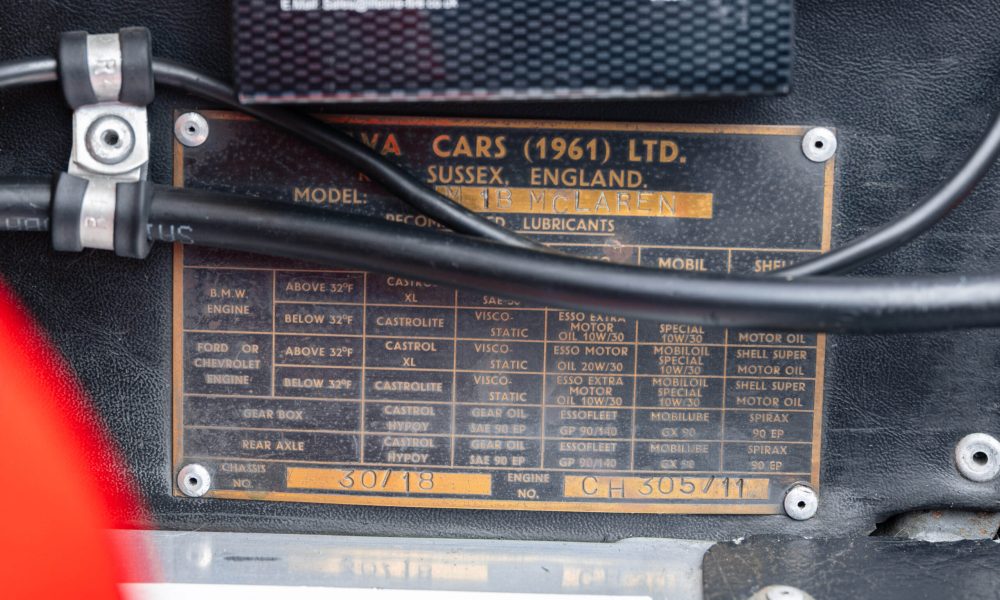 E.Mail
VA CARS (1961) LTD.
SUSSEX, ENGLAND.
MODEL: M 1B McLAREN
RECOM ED LUBRICANTS
MOBIL SHELL
B.M.W. ENGINE ABOVE 32°F XL
BELOW 32°F CASTROLITE VISCO-STATIC ESSO EXTRA MOTOR OIL 10W/30 SPECIAL 10W/30 MOTOR OIL
FORD OR CHEVROLET ENGINE ABOVE 32°F CASTROL XL VISCO-STATIC ESSO MOTOR OIL 20W/30 MOBILOIL SPECIAL 10W/30 SHELL SUPER MOTOR OIL
BELOW 32°F CASTROLITE VISCO-STATIC ESSO EXTRA MOTOR OIL 10W/30 MOBILOIL SPECIAL 10W/30 SHELL SUPER MOTOR OIL
GEAR BOX CASTROL HYPOY GEAR OIL SAE 90 EP ESSOFLEET GP 90/140 MOBILUBE GX 90 SPIRAX 90 EP
REAR AXLE CASTROL HYPOY GEAR OIL SAE 90 EP ESSOFLEET GP 90/140 MOBILUBE GX 90 SPIRAX 90 EP
CHASSIS NO. 30/18 ENGINE NO. CH 305/11